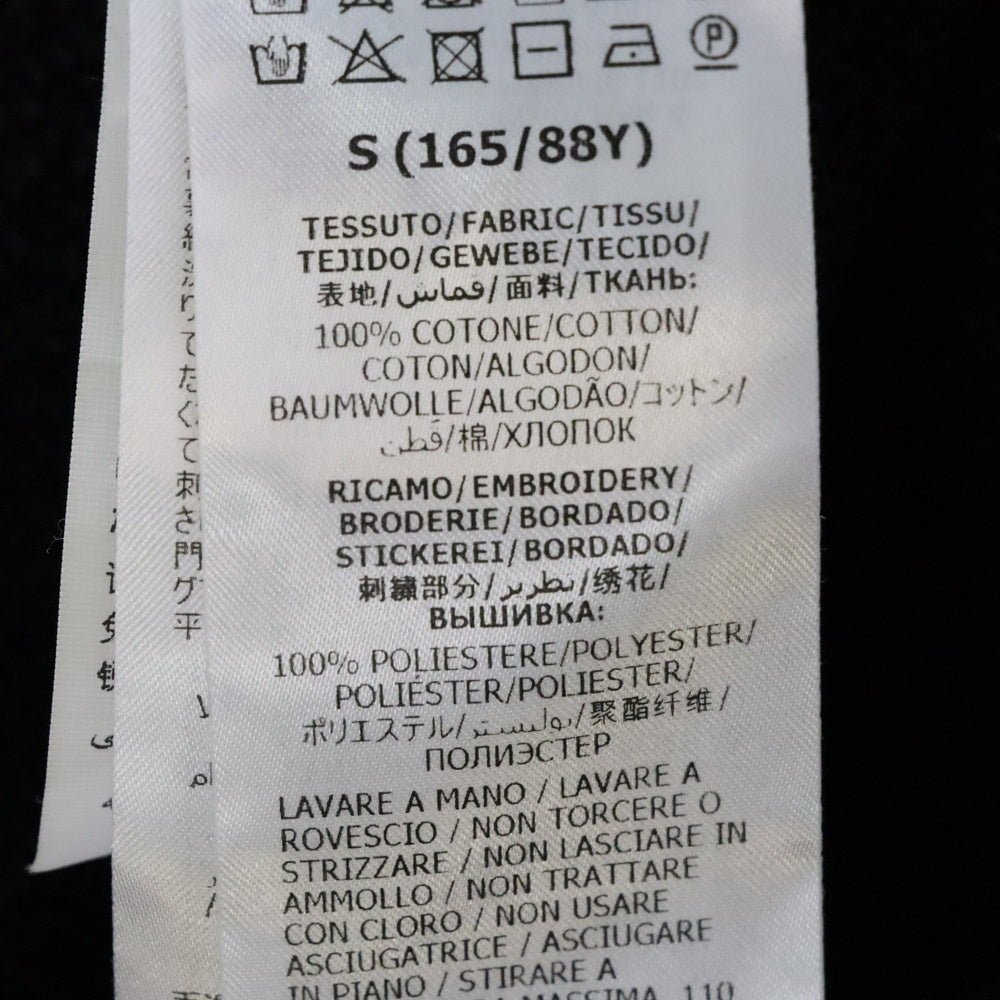 S (165/88Y)
TESSUTO/FABRIC/TISSU/
TEJIDO/GEWEBE/TECIDO/
表地/قماش/面料/ТКАНЬ:
100% COTONE/COTTON/
COTON/ALGODON/
BAUMWOLLE/ALGODÃO/コットン/
قطن/棉/ХЛОПОК
RICAMO/EMBROIDERY/
BRODERIE/BORDADO/
STICKEREI/BORDADO/
刺繍部分/تطريز/绣花/
ВЫШИВКА:
100% POLIESTERE/POLYESTER/
POLIÉSTER/POLIESTER/
ポリエステル/بوليستر/聚酯纤维/
ПОЛИЭСТЕР
LAVARE A MANO / LAVARE A
ROVESCIO / NON TORCERE O
STRIZZARE / NON LASCIARE IN
AMMOLLO / NON TRATTARE
CON CLORO / NON USARE
ASCIUGATRICE / ASCIUGARE
IN PIANO / STIRARE A
MASSIMA 110